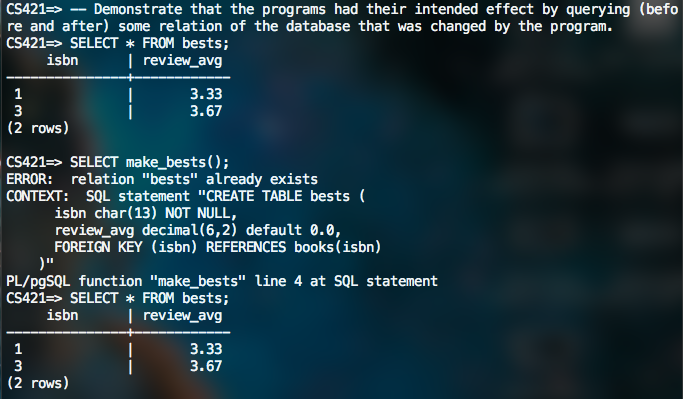 CS421=> -- Demonstrate that the programs had their intended effect by querying (befo
re and after) some relation of the database that was changed by the program.
CS421=> SELECT * FROM bests;
     isbn      | review_avg
---------------+------------
 1             |       3.33
 3             |       3.67
(2 rows)

CS421=> SELECT make_bests();
ERROR:  relation "bests" already exists
CONTEXT:  SQL statement "CREATE TABLE bests (
      isbn char(13) NOT NULL,
      review_avg decimal(6,2) default 0.0,
      FOREIGN KEY (isbn) REFERENCES books(isbn)
    )"
PL/pgSQL function "make_bests" line 4 at SQL statement
CS421=> SELECT * FROM bests;
     isbn      | review_avg
---------------+------------
 1             |       3.33
 3             |       3.67
(2 rows)